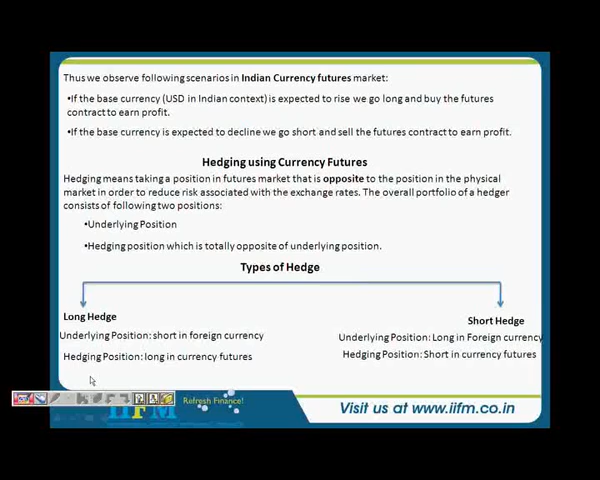 Thus we observe following scenarios in Indian Currency futures market:
•If the base currency (USD in Indian context) is expected to rise we go long and buy the futures
contract to earn profit.
•If the base currency is expected to decline we go short and sell the futures contract to earn profit.
Hedging using Currency Futures
Hedging means taking a position in futures market that is opposite to the position in the physical
market in order to reduce risk associated with the exchange rates. The overall portfolio of a hedger
consists of following two positions:
•Underlying Position
•Hedging position which is totally opposite of underlying position.
Types of Hedge
Long Hedge
Underlying Position: short in foreign currency
Hedging Position: long in currency futures
Short Hedge
Underlying Position: Long in Foreign currency
Hedging Position: Short in currency futures
IIFM
Refresh Finance!
Visit us at www.iifm.co.in